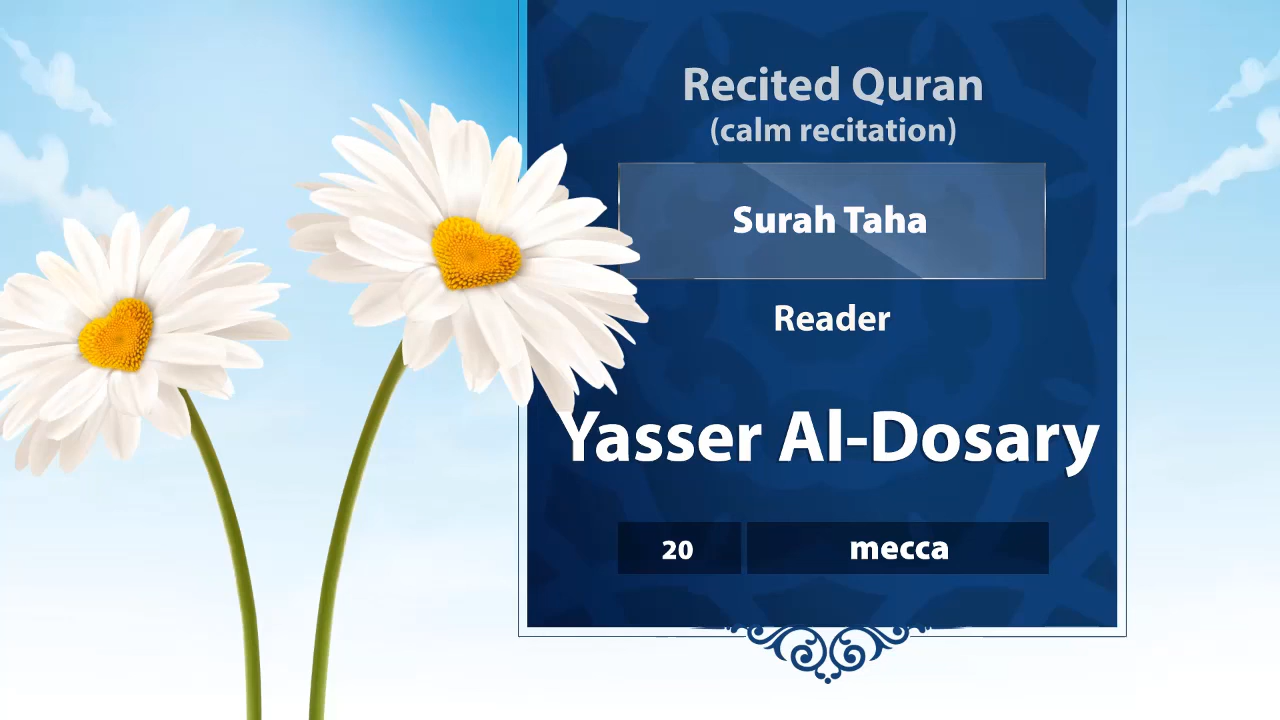 Recited Quran
(calm recitation)
Surah Taha
Reader
Yasser Al-Dosary
20 mecca